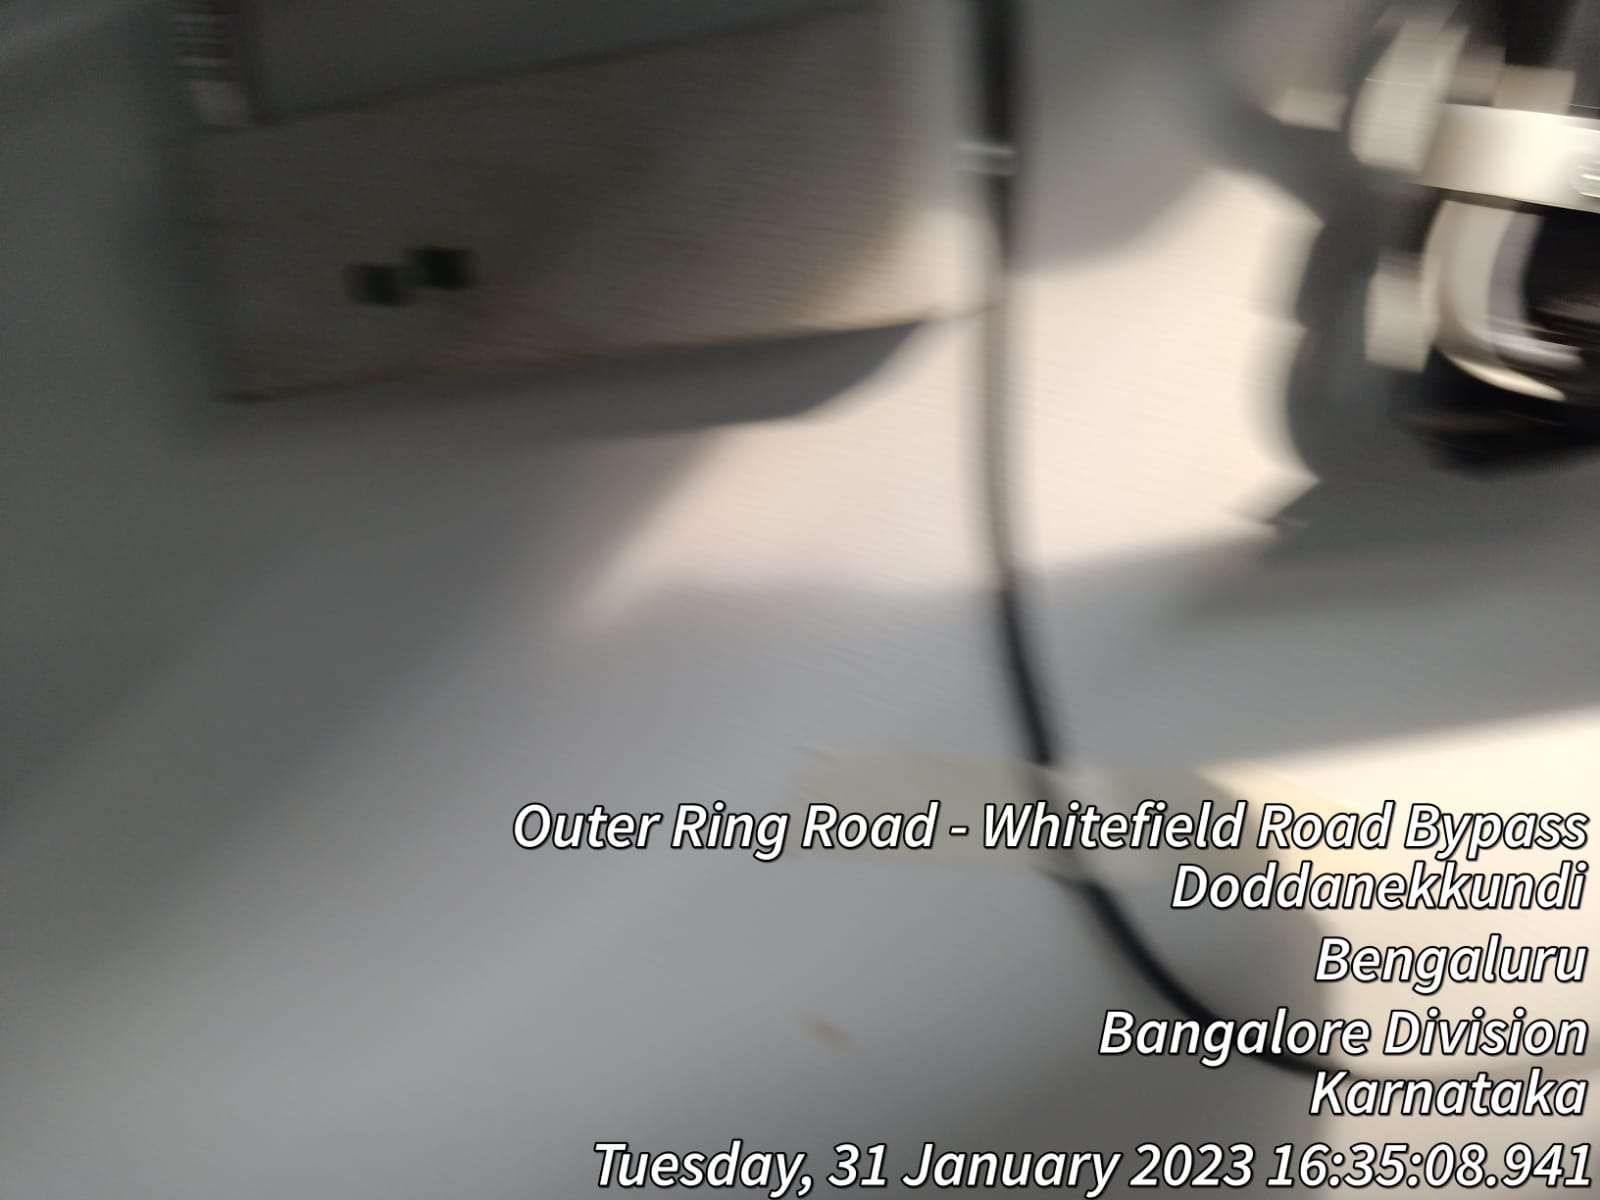 Outer Ring Road - Whitefield Road Bypass
Doddanekkundi
Bengaluru
Bangalore Division
Karnataka
Tuesday, 31 January 2023 16:35:08.941